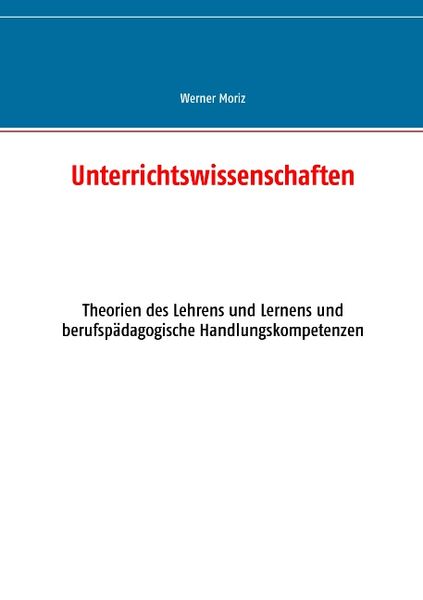 Werner Moriz
Unterrichtswissenschaften
Theorien des Lehrens und Lernens und
berufspädagogische Handlungskompetenzen